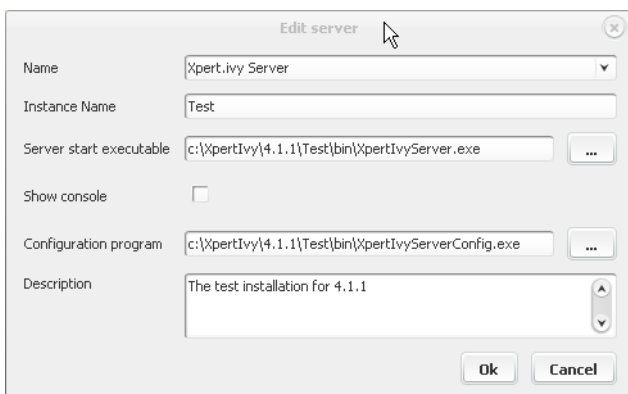 Edit server
Name Xpert.ivy Server
Instance Name Test
Server start executable c:\XpertIvy\4.1.1\Test\bin\XpertIvyServer.exe ...
Show console
Configuration program c:\XpertIvy\4.1.1\Test\bin\XpertIvyServerConfig.exe ...
Description The test installation for 4.1.1
Ok Cancel